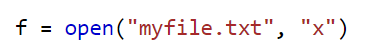 f = open("myfile.txt", "x")